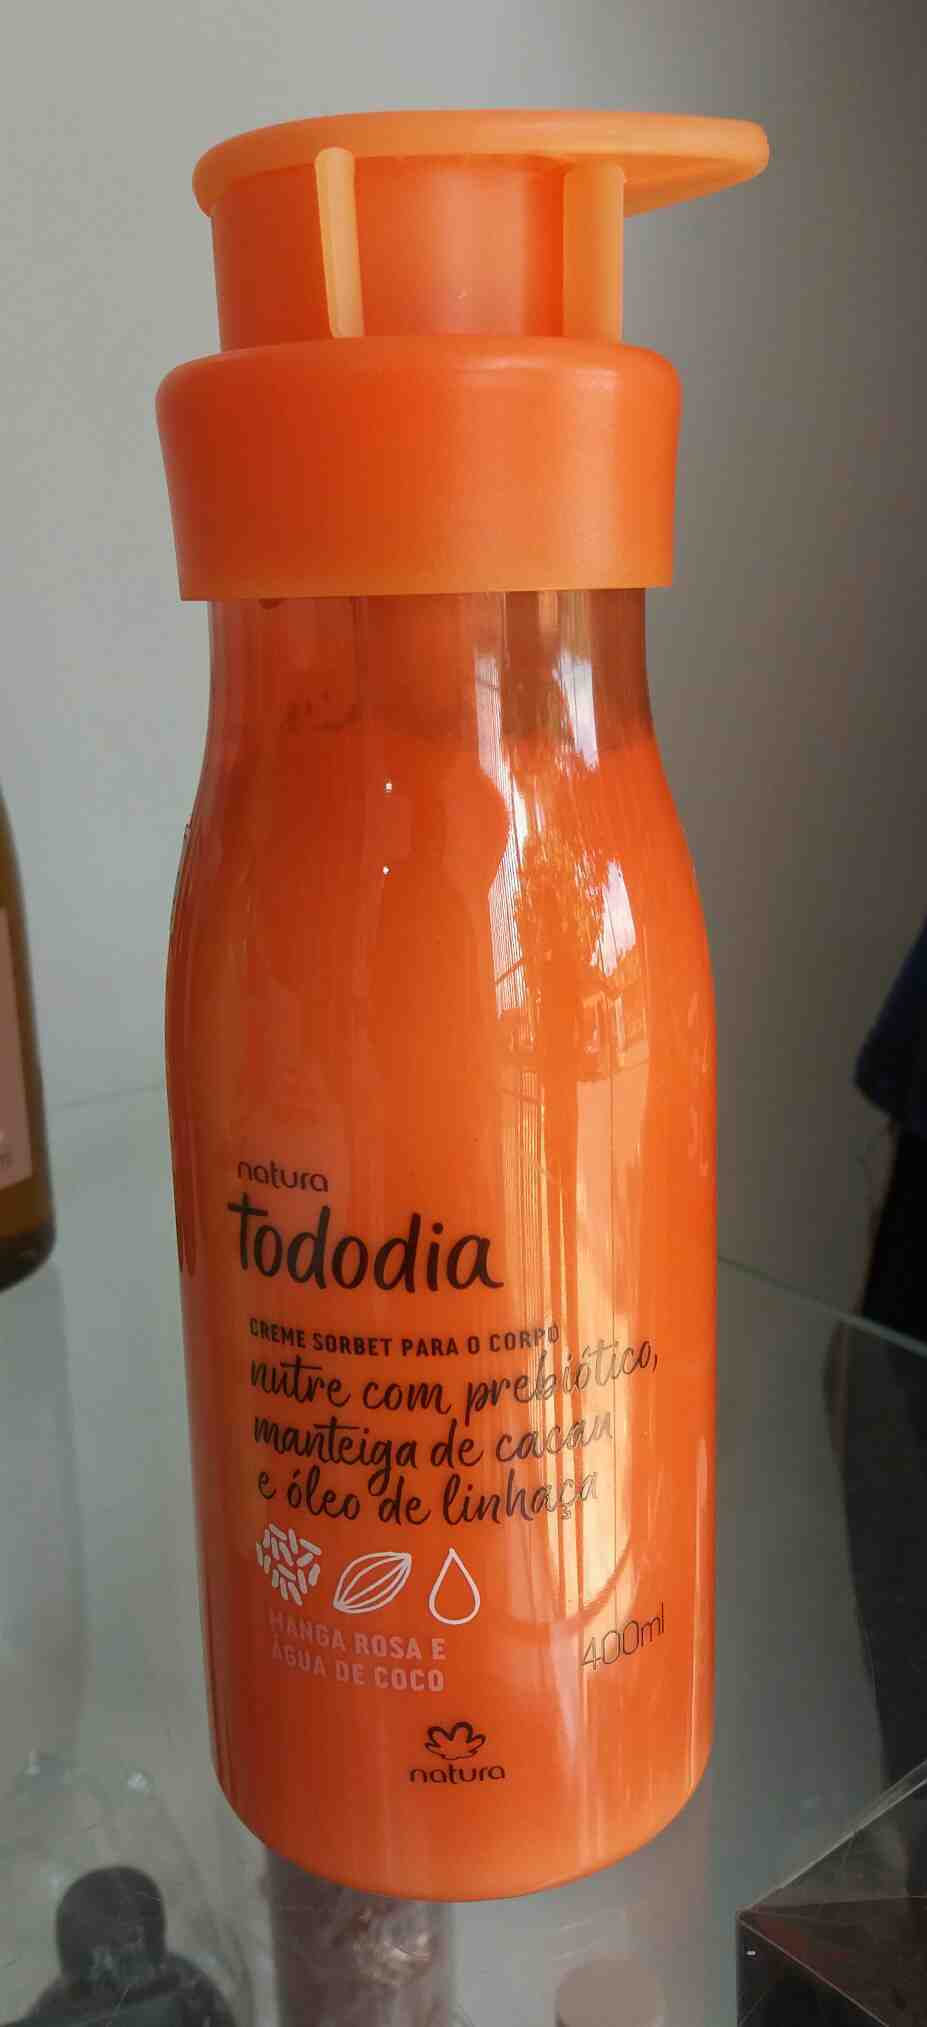 natura
tododia
CREME SORBET PARA O CORPO
nutre com prebiótico,
manteiga de cacau
e óleo de linhaça
MANGA ROSA E
ÁGUA DE COCO
400ml
natura